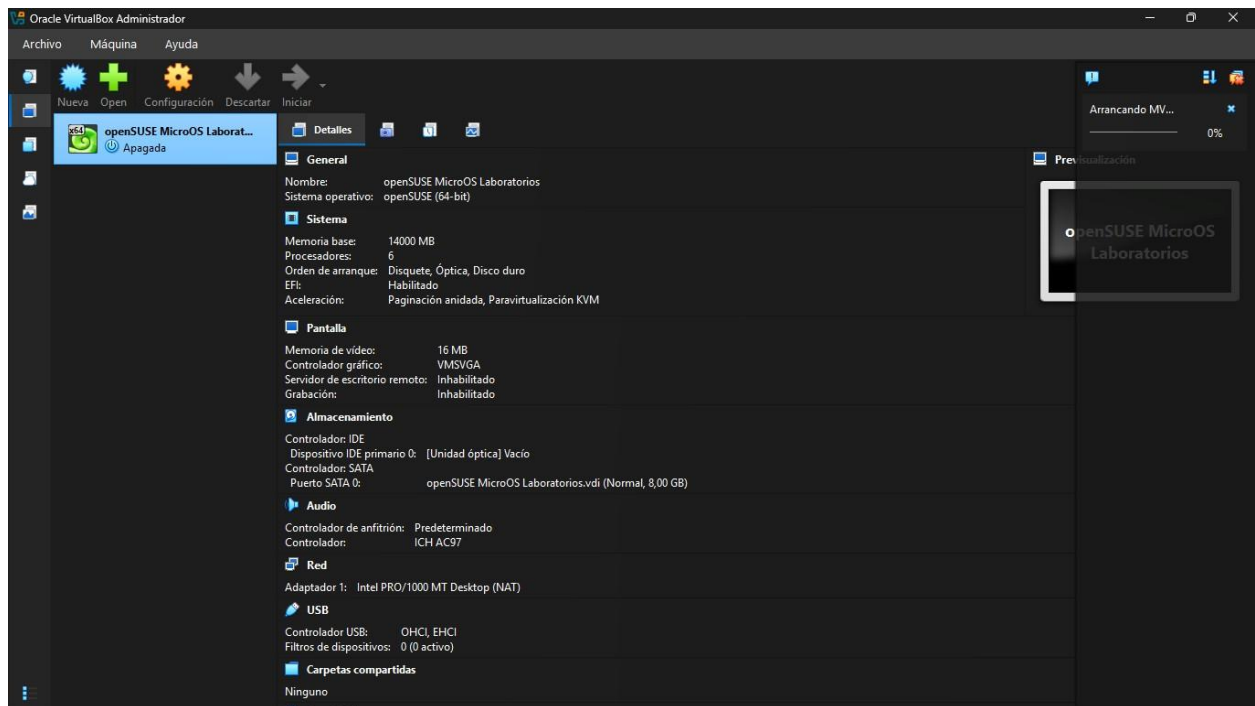 Oracle VirtualBox Administrador
Archivo Máquina Ayuda
Nueva Open Configuración Descartar Iniciar
x64
openSUSE MicroOS Laborat...
Apagada
Detalles
General
Nombre: openSUSE MicroOS Laboratorios
Sistema operativo: openSUSE (64-bit)
Sistema
Memoria base: 14000 MB
Procesadores: 6
Orden de arranque: Disquete, Óptica, Disco duro
EFI: Habilitado
Aceleración: Paginación anidada, Paravirtualización KVM
Pantalla
Memoria de vídeo: 16 MB
Controlador gráfico: VMSVGA
Servidor de escritorio remoto: Inhabilitado
Grabación: Inhabilitado
Almacenamiento
Controlador: IDE
Dispositivo IDE primario 0: [Unidad óptica] Vacío
Controlador: SATA
Puerto SATA 0: openSUSE MicroOS Laboratorios.vdi (Normal, 8,00 GB)
Audio
Controlador de anfitrión: Predeterminado
Controlador: ICH AC97
Red
Adaptador 1: Intel PRO/1000 MT Desktop (NAT)
USB
Controlador USB: OHCI, EHCI
Filtros de dispositivos: 0 (0 activo)
Carpetas compartidas
Ninguno
Arrancando MV...
0%
Previsualización
openSUSE MicroOS
Laboratorios